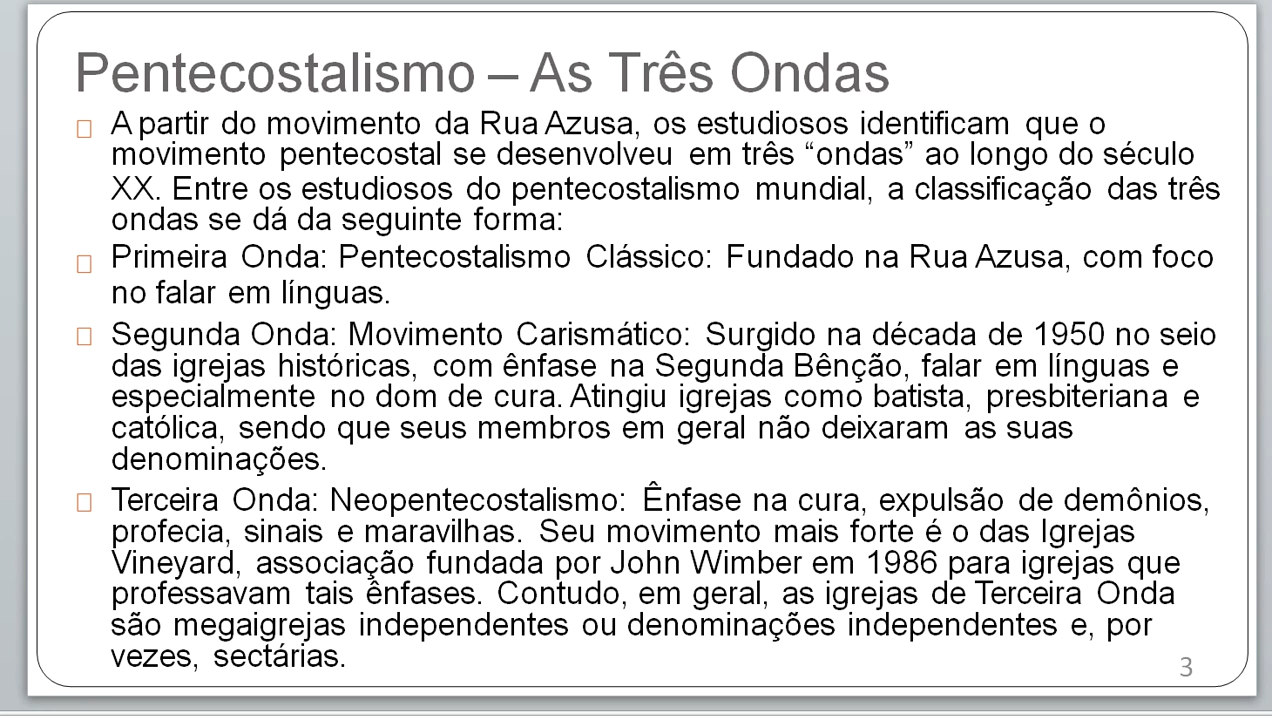 Pentecostalismo – As Três Ondas
A partir do movimento da Rua Azusa, os estudiosos identificam que o
movimento pentecostal se desenvolveu em três “ondas” ao longo do século
XX. Entre os estudiosos do pentecostalismo mundial, a classificação das três
ondas se dá da seguinte forma:
Primeira Onda: Pentecostalismo Clássico: Fundado na Rua Azusa, com foco
no falar em línguas.
Segunda Onda: Movimento Carismático: Surgido na década de 1950 no seio
das igrejas históricas, com ênfase na Segunda Bênção, falar em línguas e
especialmente no dom de cura. Atingiu igrejas como batista, presbiteriana e
católica, sendo que seus membros em geral não deixaram as suas
denominações.
Terceira Onda: Neopentecostalismo: Ênfase na cura, expulsão de demônios,
profecia, sinais e maravilhas. Seu movimento mais forte é o das Igrejas
Vineyard, associação fundada por John Wimber em 1986 para igrejas que
professavam tais ênfases. Contudo, em geral, as igrejas de Terceira Onda
são megaigrejas independentes ou denominações independentes e, por
vezes, sectárias.
3